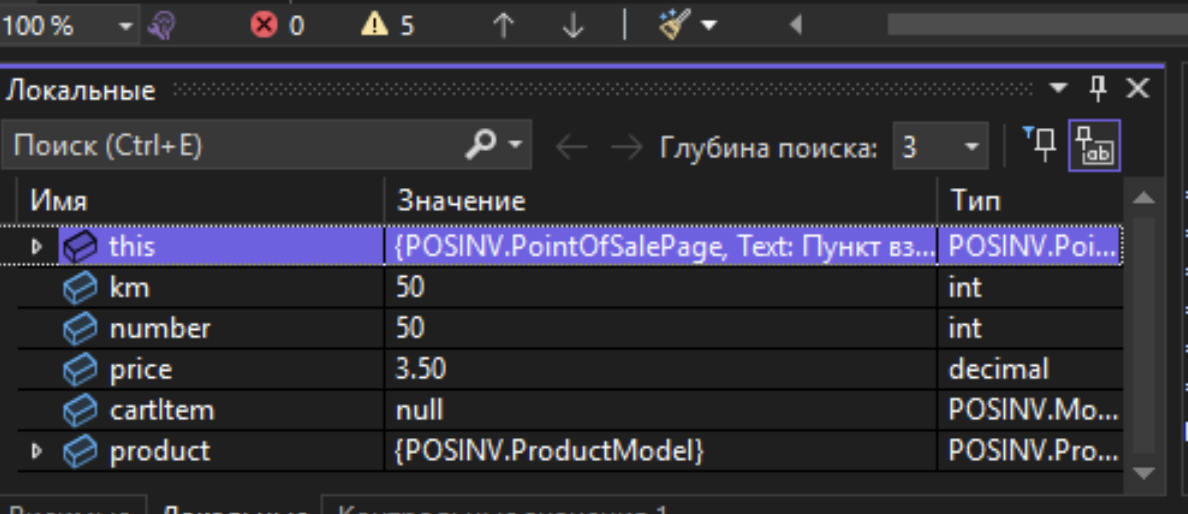 100 % 0 5
Локальные
Поиск (Ctrl+E) Глубина поиска: 3
Имя Значение Тип
this {POSINV.PointOfSalePage, Text: Пункт вз... POSINV.Poi...
km 50 int
number 50 int
price 3.50 decimal
cartItem null POSINV.Mo...
product {POSINV.ProductModel} POSINV.Pro...
Локальные